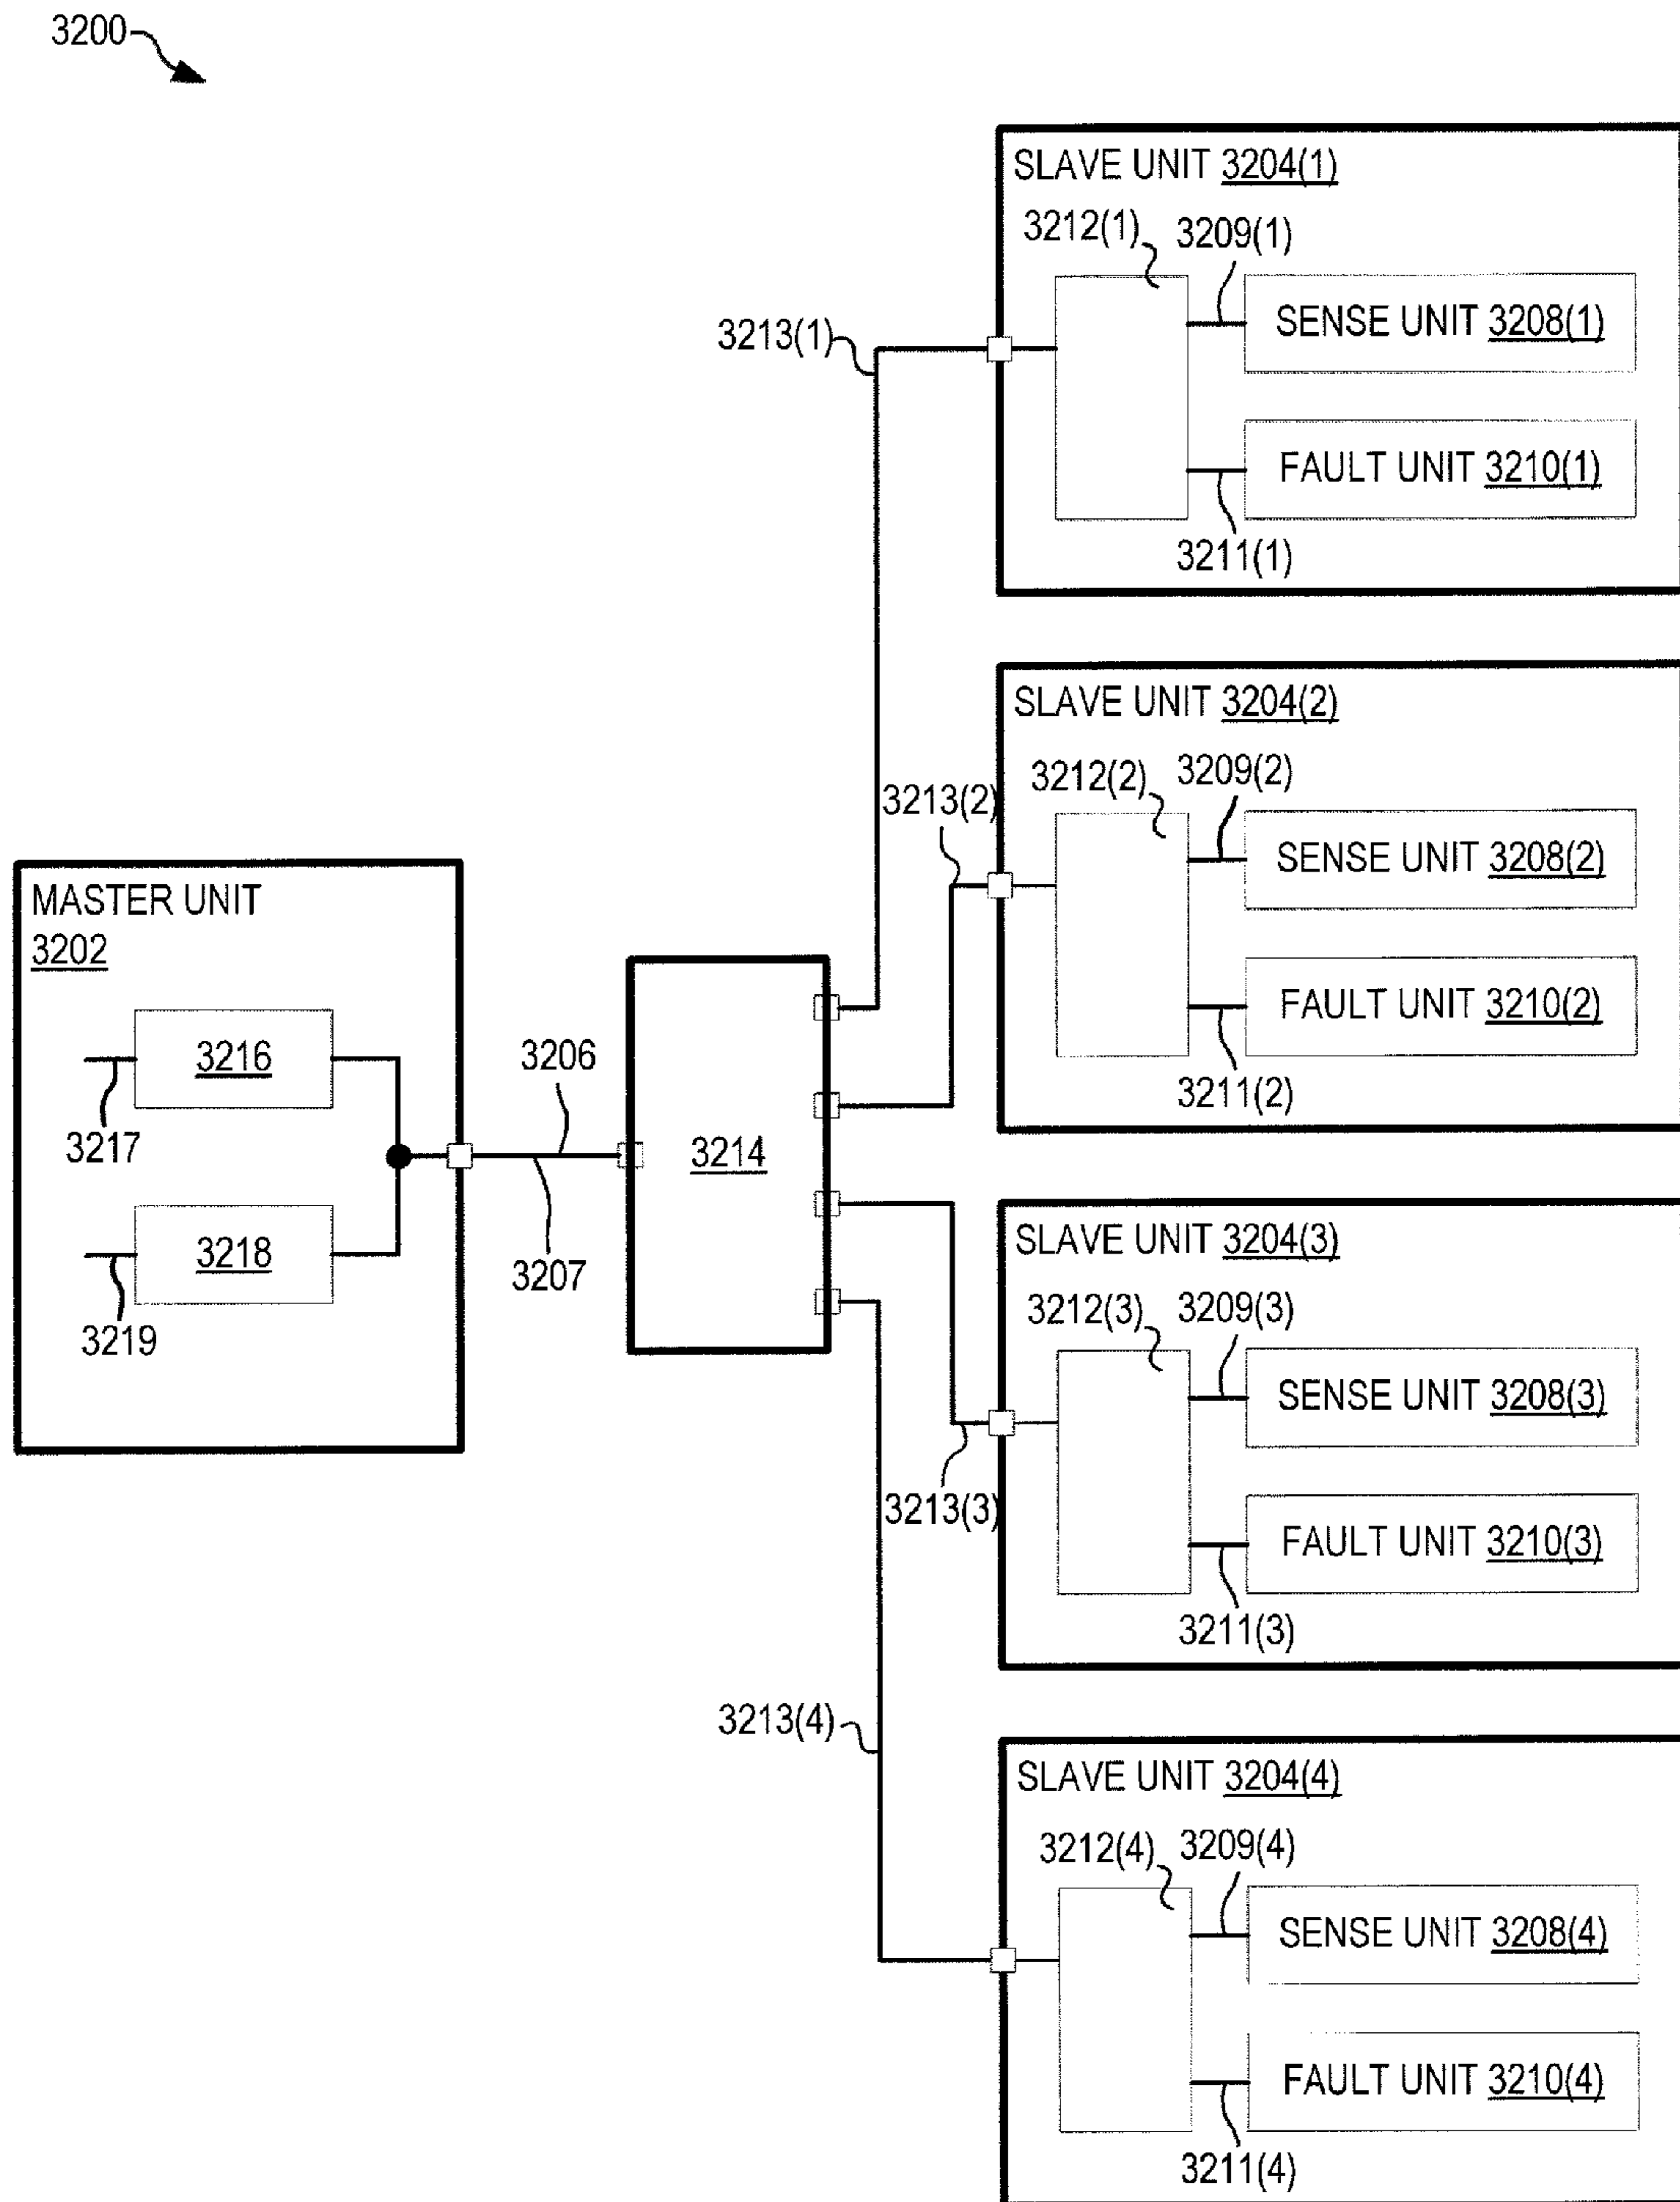 3200
SLAVE UNIT 3204(1)
3212(1)
3209(1)
SENSE UNIT 3208(1)
3213(1)
FAULT UNIT 3210(1)
3211(1)
SLAVE UNIT 3204(2)
3212(2)
3209(2)
3213(2)
SENSE UNIT 3208(2)
FAULT UNIT 3210(2)
3211(2)
MASTER UNIT
3202
3216
3217
3218
3219
3206
3207
3214
SLAVE UNIT 3204(3)
3212(3)
3209(3)
SENSE UNIT 3208(3)
3213(3)
FAULT UNIT 3210(3)
3211(3)
3213(4)
SLAVE UNIT 3204(4)
3212(4)
3209(4)
SENSE UNIT 3208(4)
FAULT UNIT 3210(4)
3211(4)